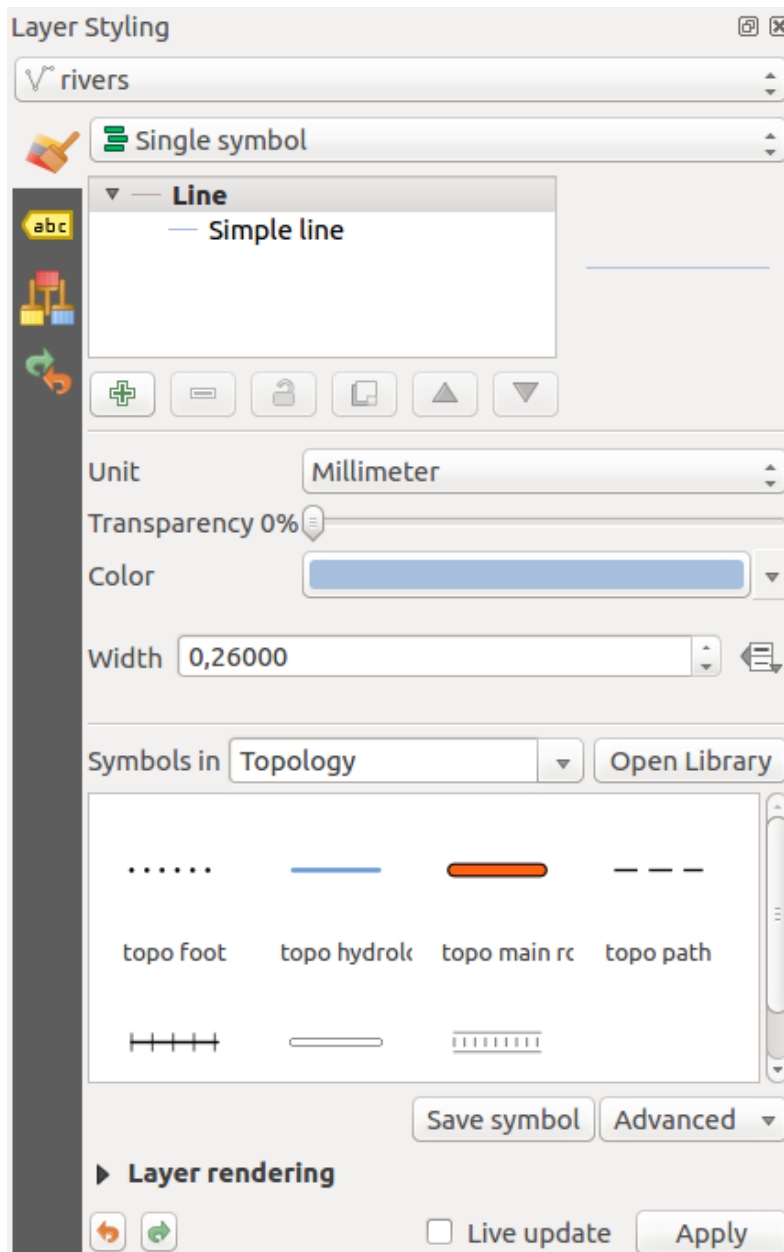 Layer Styling
rivers
Single symbol
abc
Line
Simple line
Unit
Millimeter
Transparency 0%
Color
Width
0,26000
Symbols in
Topology
Open Library
topo foot
topo hydrolo
topo main ro
topo path
Save symbol
Advanced
Layer rendering
Live update
Apply